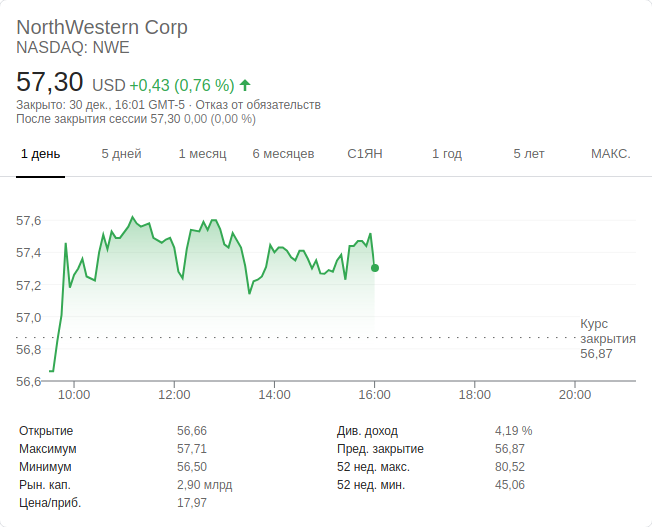 NorthWestern Corp
NASDAQ: NWE
57,30 USD +0,43 (0,76 %)
Закрыто: 30 дек., 16:01 GMT-5 · Отказ от обязательств
После закрытия сессии 57,30 0,00 (0,00 %)
1 день 5 дней 1 месяц 6 месяцев С1ЯН 1 год 5 лет МАКС.
57,6
57,4
57,2
57,0
Курс
закрытия
56,87
56,8
56,6
10:00 12:00 14:00 16:00 18:00 20:00
Открытие 56,66 Див. доход 4,19 %
Максимум 57,71 Пред. закрытие 56,87
Минимум 56,50 52 нед. макс. 80,52
Рын. кап. 2,90 млрд 52 нед. мин. 45,06
Цена/приб. 17,97